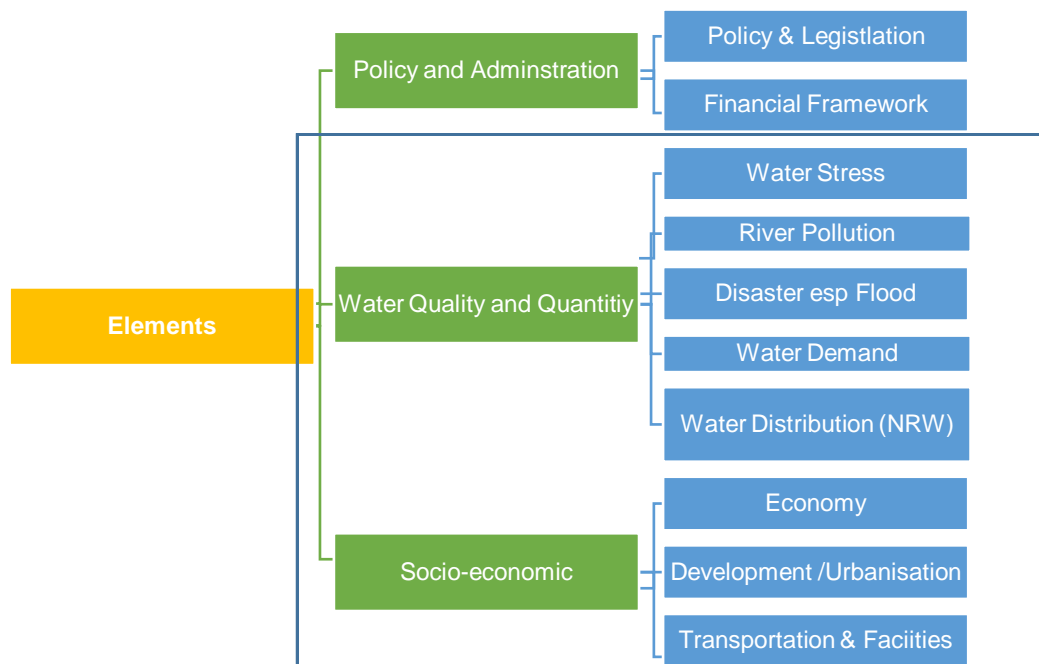 Elements
Policy and Adminstration
Policy & Legistlation
Financial Framework
Water Quality and Quantitiy
Water Stress
River Pollution
Disaster esp Flood
Water Demand
Water Distribution (NRW)
Socio-economic
Economy
Development /Urbanisation
Transportation & Faciities